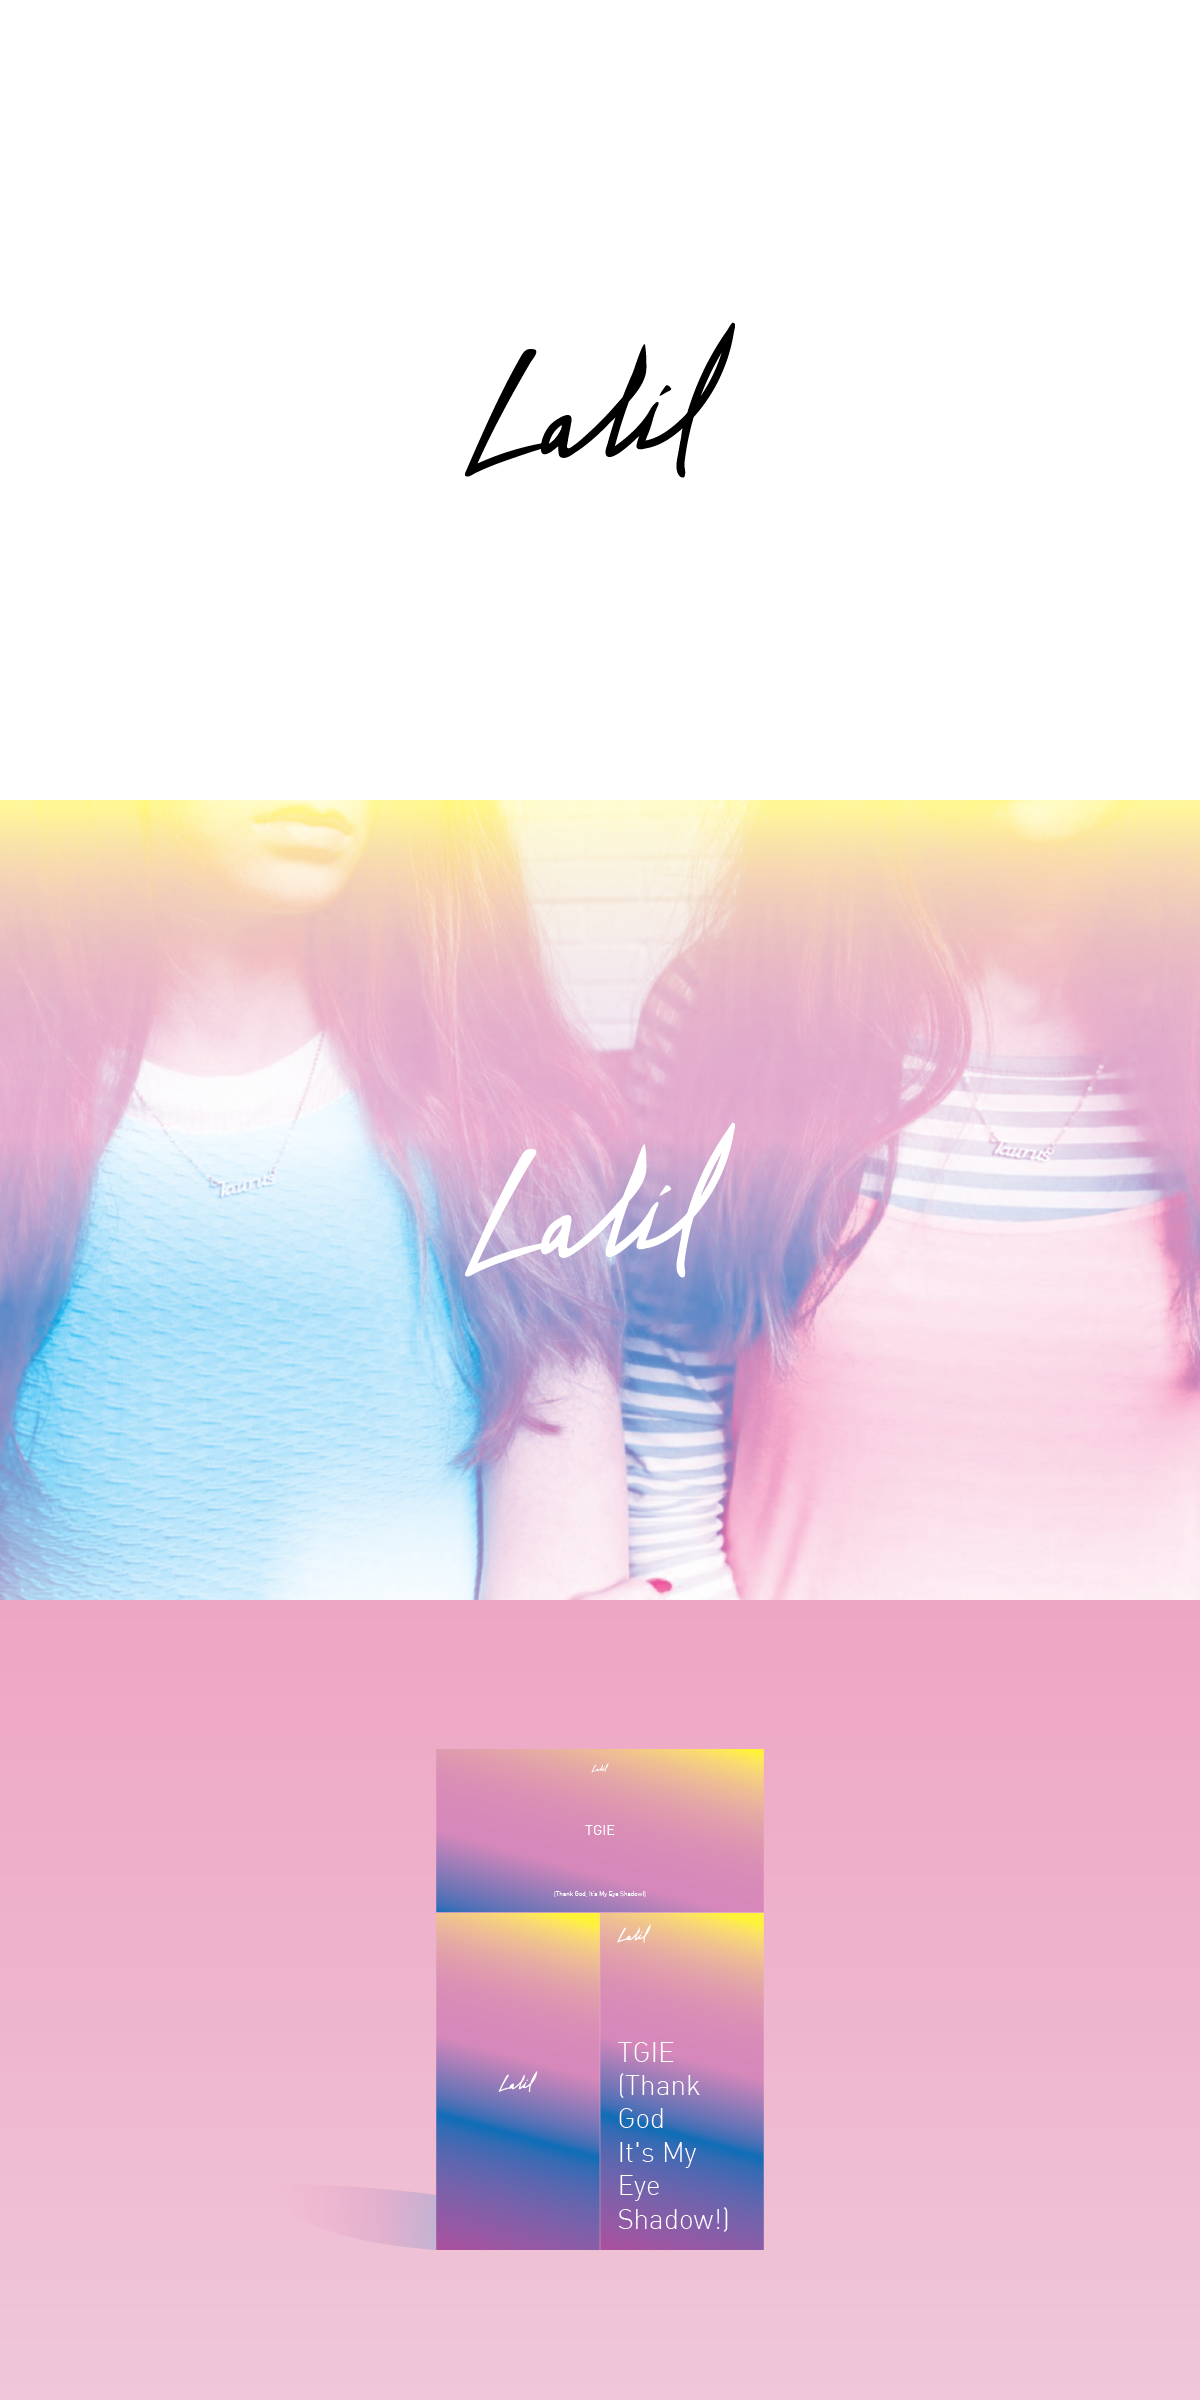 Lalil
Taurus
Taurus
Lalil
Lalil
TGIE
(Thank God, It's My Eye Shadow!)
Lalil
Lalil
TGIE
(Thank
God
It's My
Eye
Shadow!)